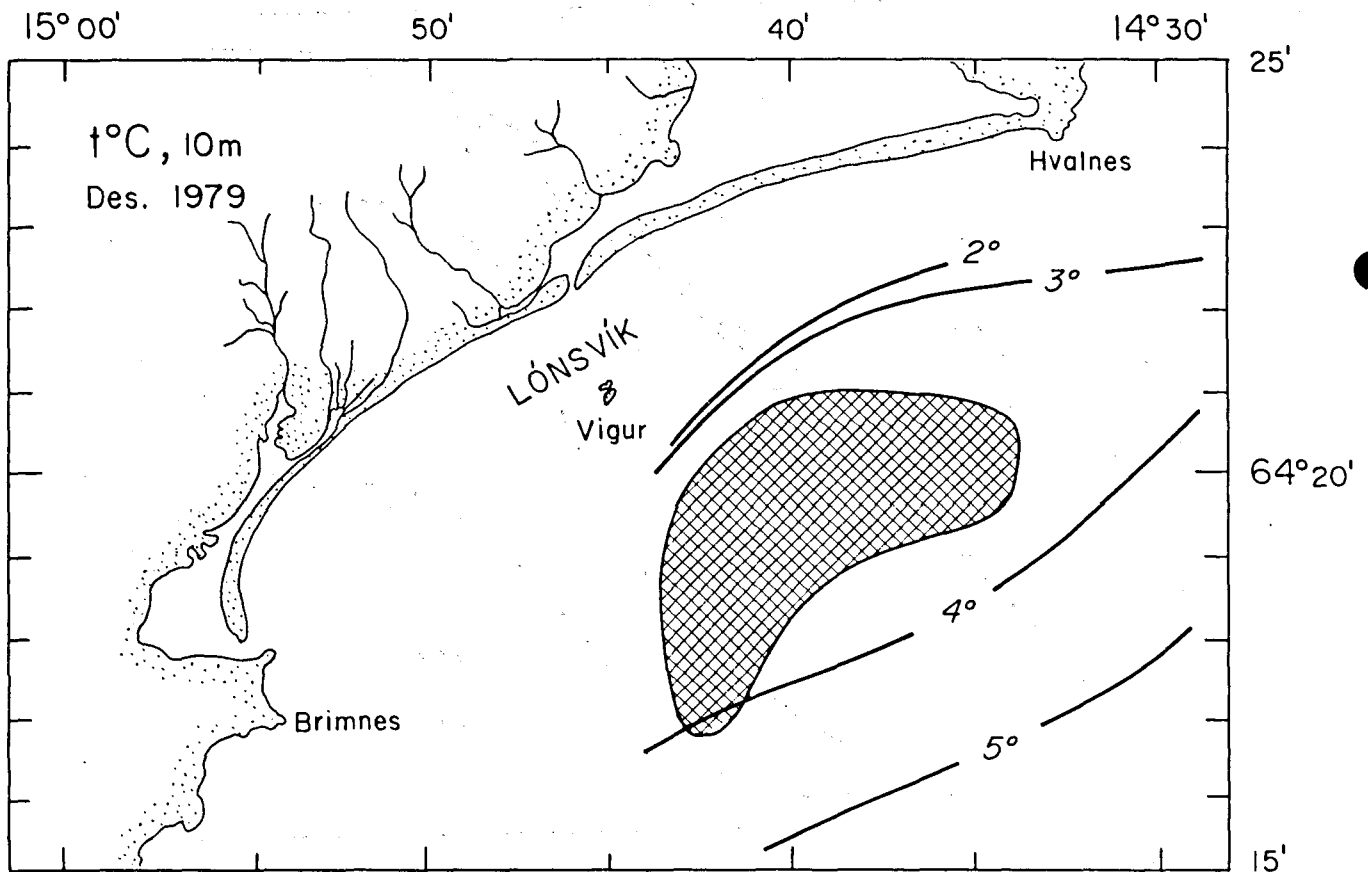 15°00'
50'
40'
14°30'
25'
t°C, 10m
Des. 1979
Hvalnes
2°
3°
LÓNSVÍK
Vigur
64°20'
4°
Brimnes
5°
15'